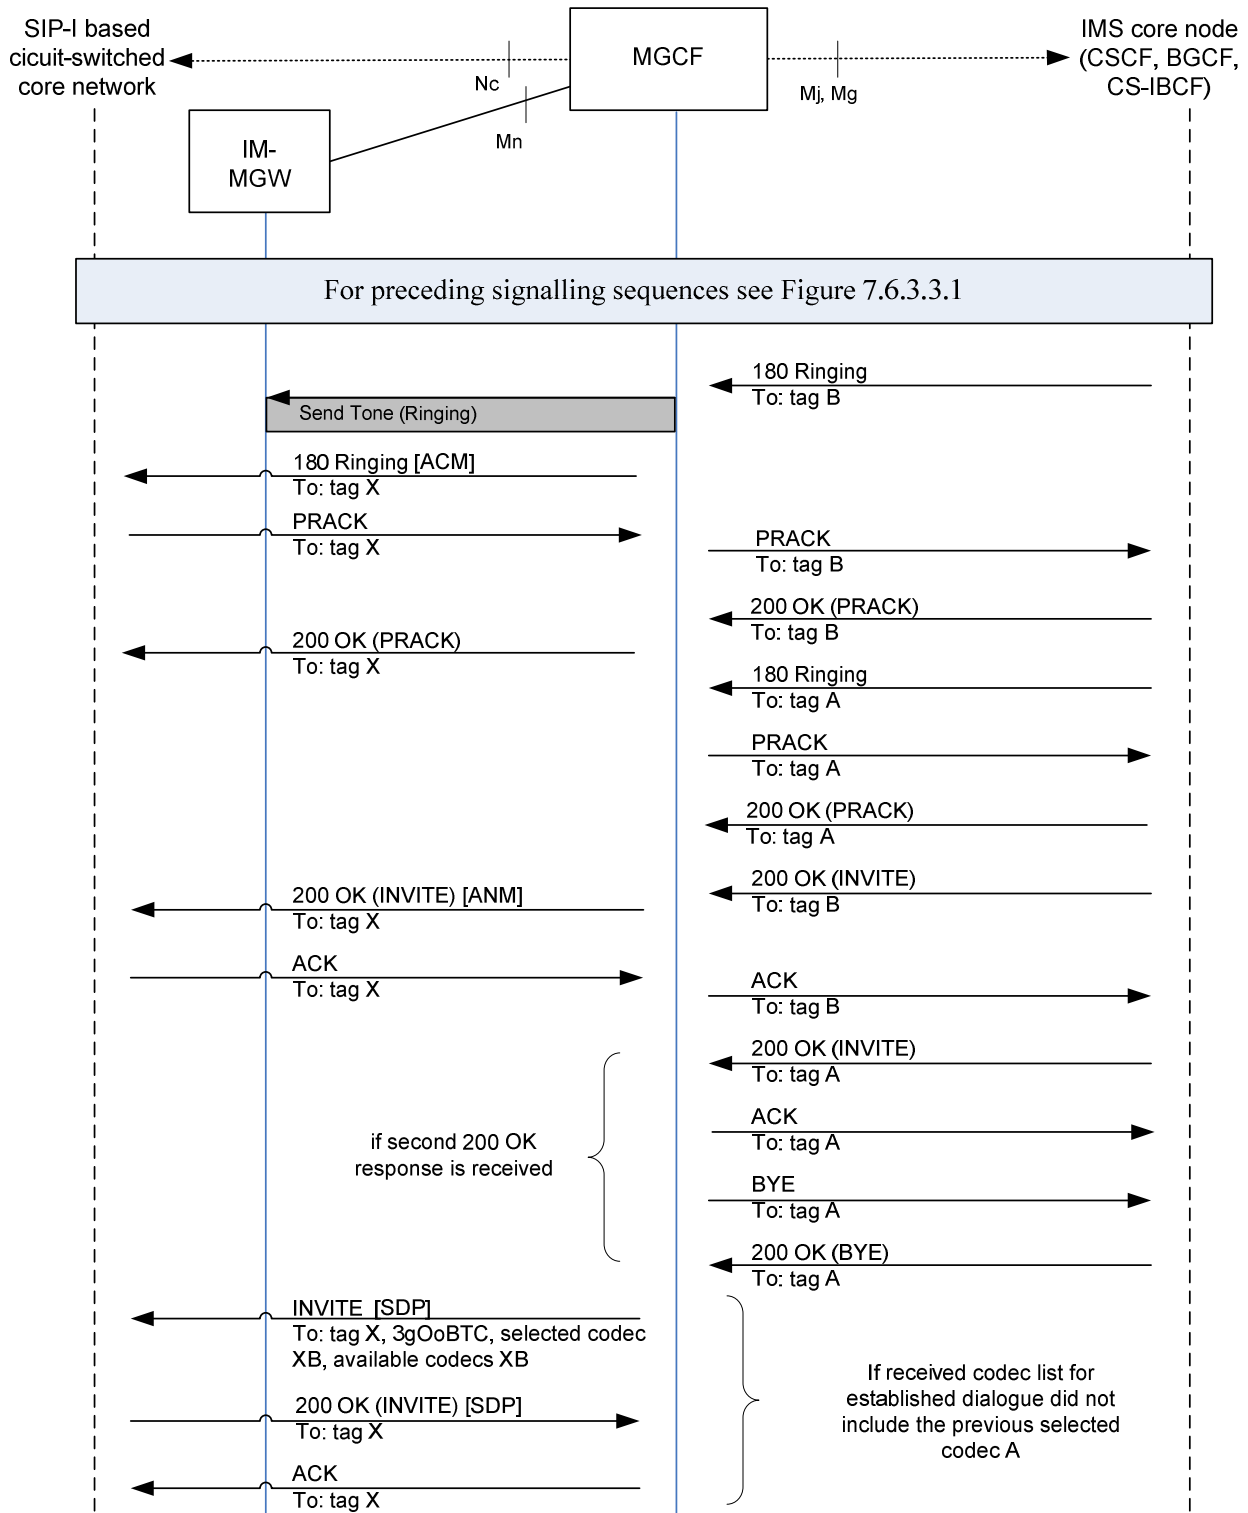 SIP-I based
cicuit-switched
core network
MGCF
IMS core node
(CSCF, BGCF,
CS-IBCF)
Nc
Mj, Mg
Mn
IM-
MGW
For preceding signalling sequences see Figure 7.6.3.3.1
180 Ringing
To: tag B
Send Tone (Ringing)
180 Ringing [ACM]
To: tag X
PRACK
To: tag X
PRACK
To: tag B
200 OK (PRACK)
To: tag B
200 OK (PRACK)
To: tag X
180 Ringing
To: tag A
PRACK
To: tag A
200 OK (PRACK)
To: tag A
200 OK (INVITE)
To: tag B
200 OK (INVITE) [ANM]
To: tag X
ACK
To: tag X
ACK
To: tag B
200 OK (INVITE)
To: tag A
ACK
To: tag A
if second 200 OK
response is received
BYE
To: tag A
200 OK (BYE)
To: tag A
INVITE [SDP]
To: tag X, 3gOoBTC, selected codec
XB, available codecs XB
If received codec list for
established dialogue did not
include the previous selected
codec A
200 OK (INVITE) [SDP]
To: tag X
ACK
To: tag X